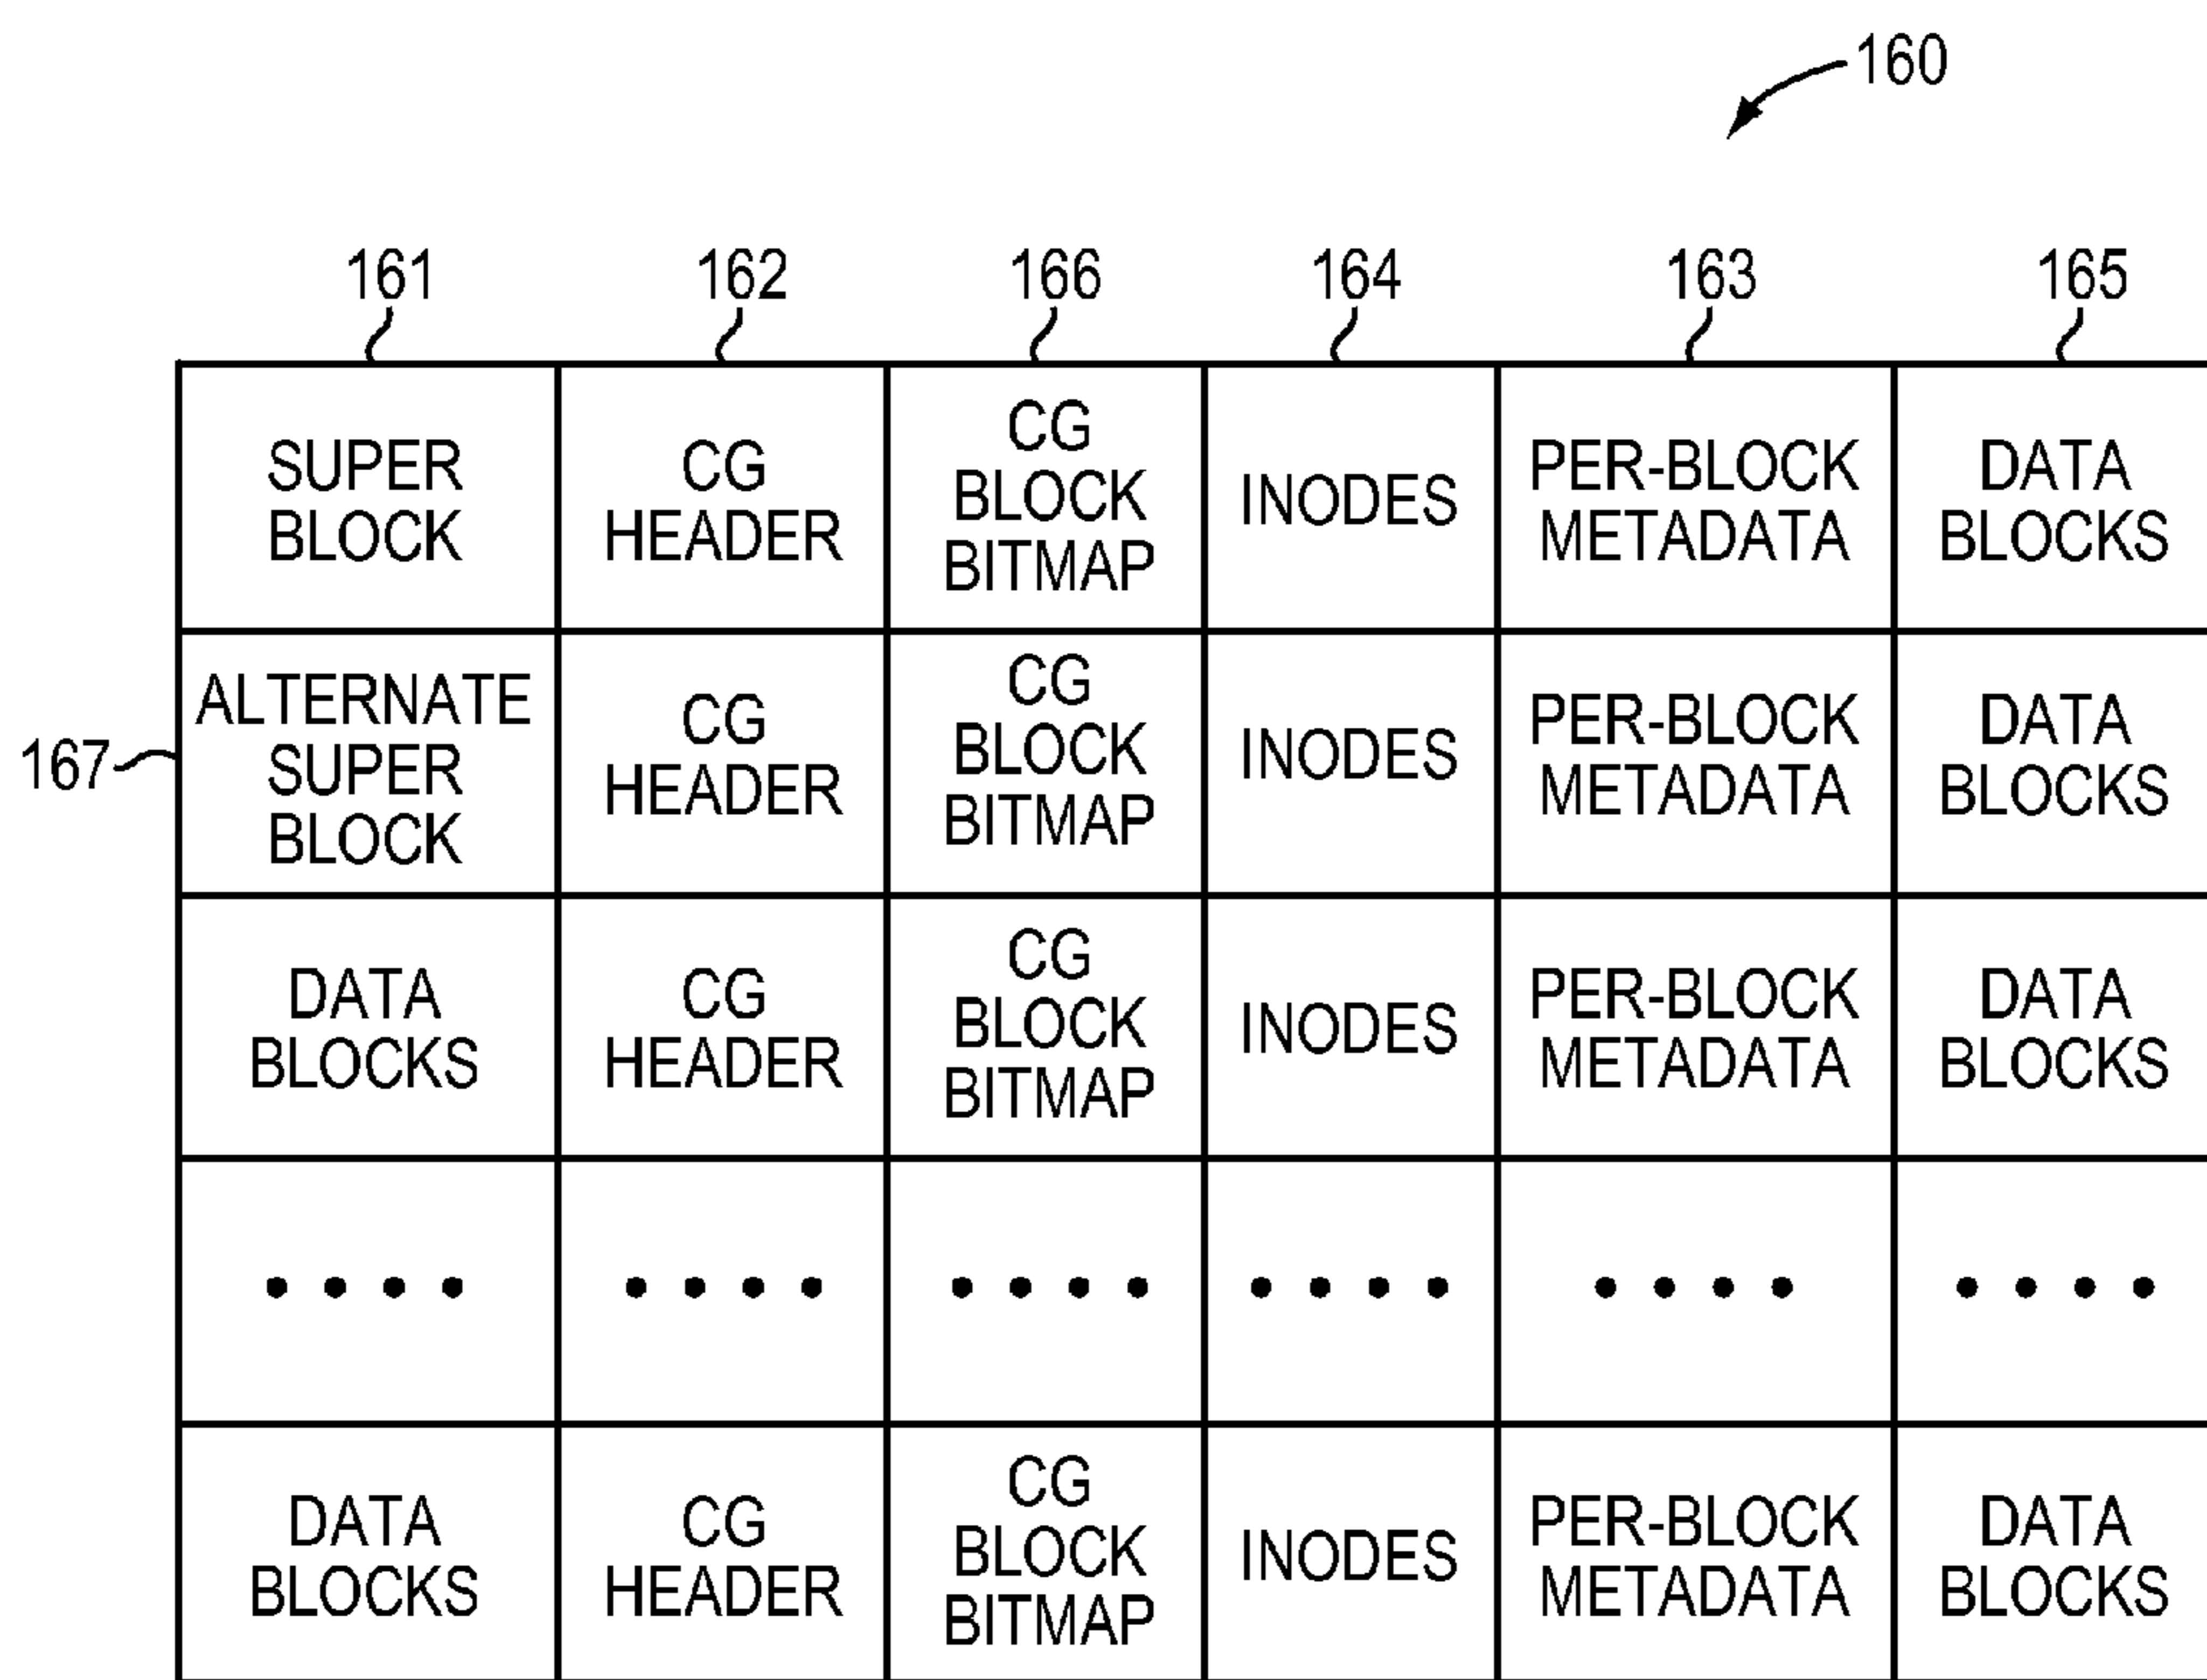 160
161 162 166 164 163 165
SUPER
BLOCK
CG
HEADER
CG
BLOCK
BITMAP
INODES
PER-BLOCK
METADATA
DATA
BLOCKS
167
ALTERNATE
SUPER
BLOCK
CG
HEADER
CG
BLOCK
BITMAP
INODES
PER-BLOCK
METADATA
DATA
BLOCKS
DATA
BLOCKS
CG
HEADER
CG
BLOCK
BITMAP
INODES
PER-BLOCK
METADATA
DATA
BLOCKS
• • • • • • • • • • • • • • • • • • • • • • • •
DATA
BLOCKS
CG
HEADER
CG
BLOCK
BITMAP
INODES
PER-BLOCK
METADATA
DATA
BLOCKS